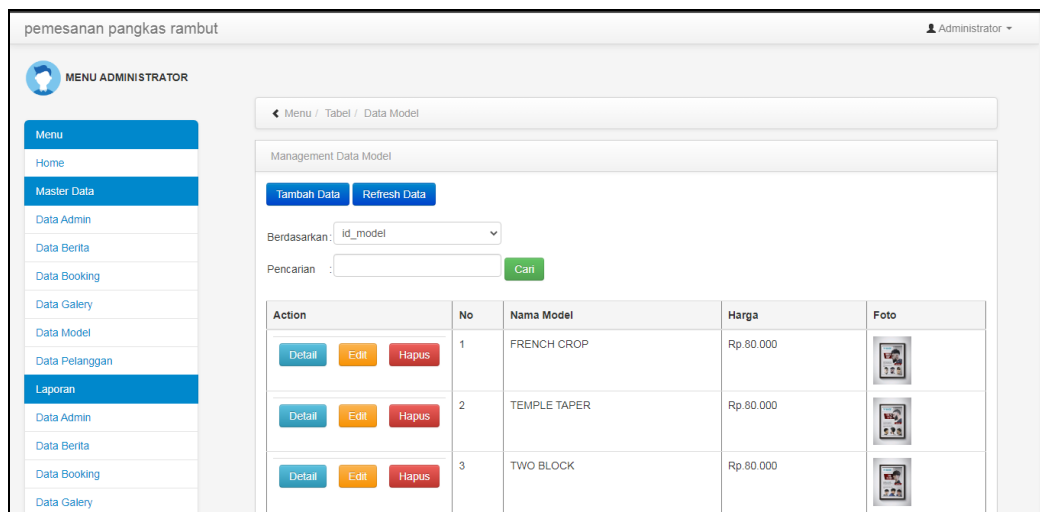 pemesanan pangkas rambut
Administrator
MENU ADMINISTRATOR
Menu
Home
Master Data
Data Admin
Data Berita
Data Booking
Data Galery
Data Model
Data Pelanggan
Laporan
Data Admin
Data Berita
Data Booking
Data Galery
Menu / Tabel / Data Model
Management Data Model
Tambah Data Refresh Data
Berdasarkan : id_model
Pencarian : Cari
Action No Nama Model Harga Foto
Detail Edit Hapus 1 FRENCH CROP Rp.80.000
Detail Edit Hapus 2 TEMPLE TAPER Rp.80.000
Detail Edit Hapus 3 TWO BLOCK Rp.80.000